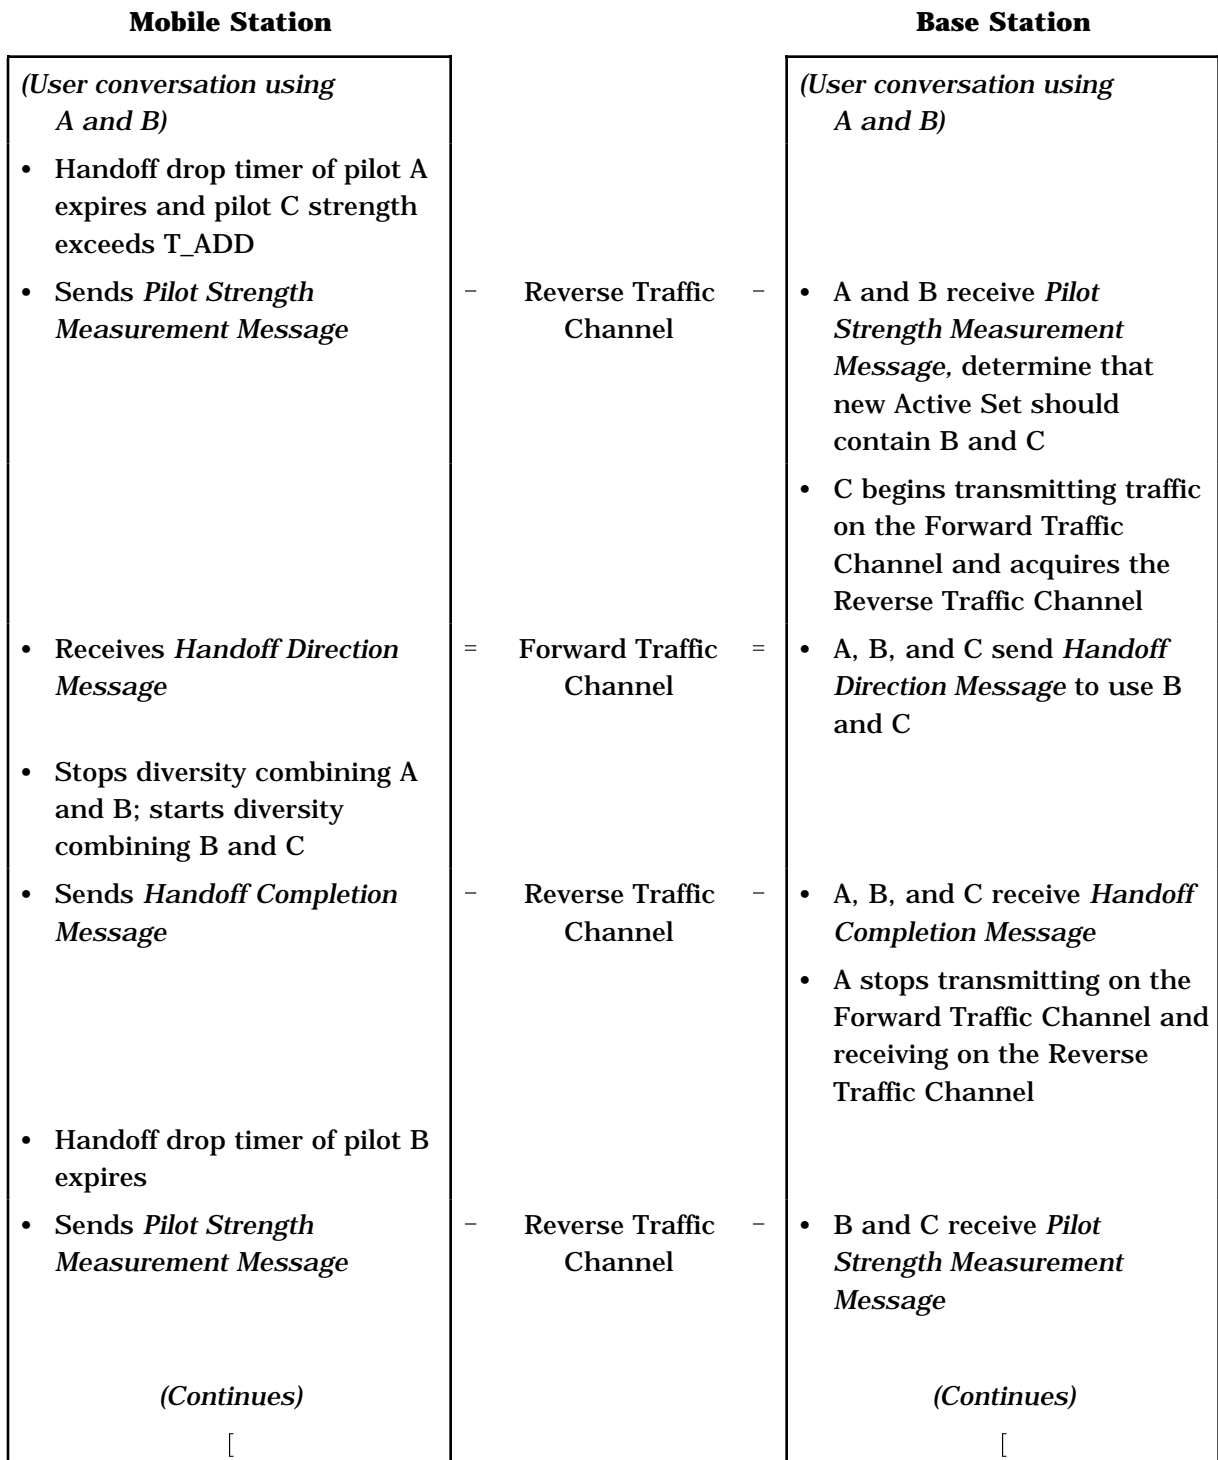 Mobile Station
Base Station
(User conversation using
A and B)
(User conversation using
A and B)
• Handoff drop timer of pilot A
expires and pilot C strength
exceeds T_ADD
• Sends Pilot Strength
Measurement Message
– Reverse Traffic –
Channel
• A and B receive Pilot
Strength Measurement
Message, determine that
new Active Set should
contain B and C
• C begins transmitting traffic
on the Forward Traffic
Channel and acquires the
Reverse Traffic Channel
• Receives Handoff Direction
Message
= Forward Traffic =
Channel
• A, B, and C send Handoff
Direction Message to use B
and C
• Stops diversity combining A
and B; starts diversity
combining B and C
• Sends Handoff Completion
Message
– Reverse Traffic –
Channel
• A, B, and C receive Handoff
Completion Message
• A stops transmitting on the
Forward Traffic Channel and
receiving on the Reverse
Traffic Channel
• Handoff drop timer of pilot B
expires
• Sends Pilot Strength
Measurement Message
– Reverse Traffic –
Channel
• B and C receive Pilot
Strength Measurement
Message
(Continues)
(Continues)
[
[